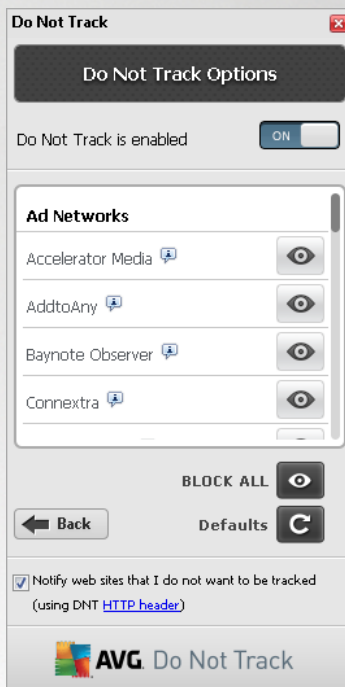 Do Not Track
Do Not Track Options
Do Not Track is enabled
ON
Ad Networks
Accelerator Media
AddtoAny
Baynote Observer
Connextra
BLOCK ALL
Back
Defaults
Notify web sites that I do not want to be tracked
(using DNT HTTP header)
AVG. Do Not Track